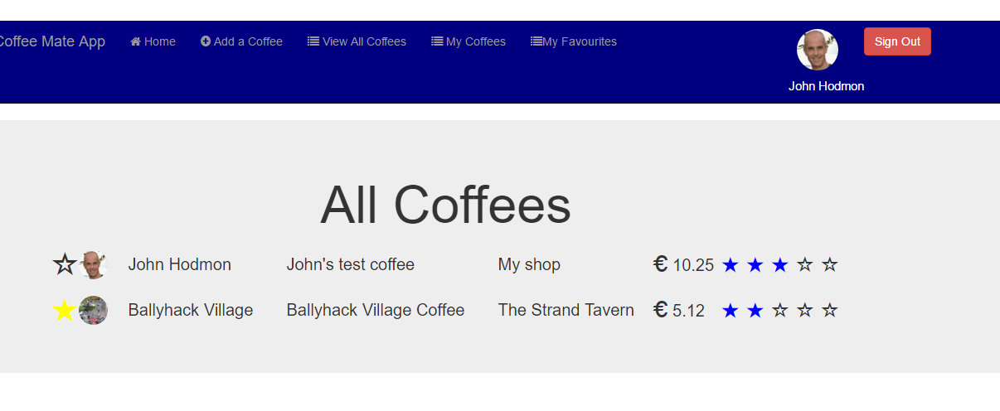 Coffee Mate App Home Add a Coffee View All Coffees My Coffees My Favourites Sign Out
John Hodmon
All Coffees
John Hodmon John's test coffee My shop € 10.25
Ballyhack Village Ballyhack Village Coffee The Strand Tavern € 5.12